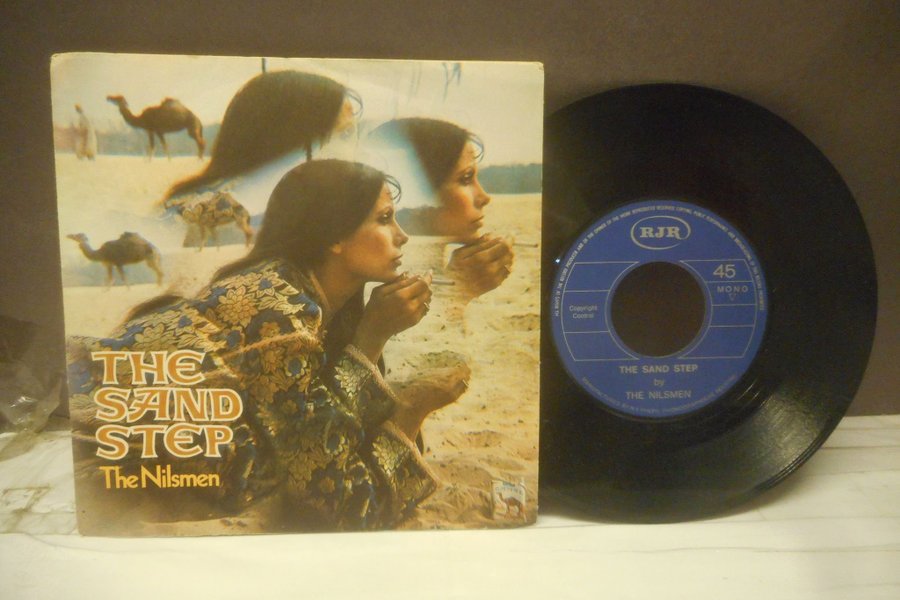 THE
SAND
STEP
The Nilsmen
RJR
45
MONO
Copyright
Control
THE SAND STEP
by
THE NILSMEN